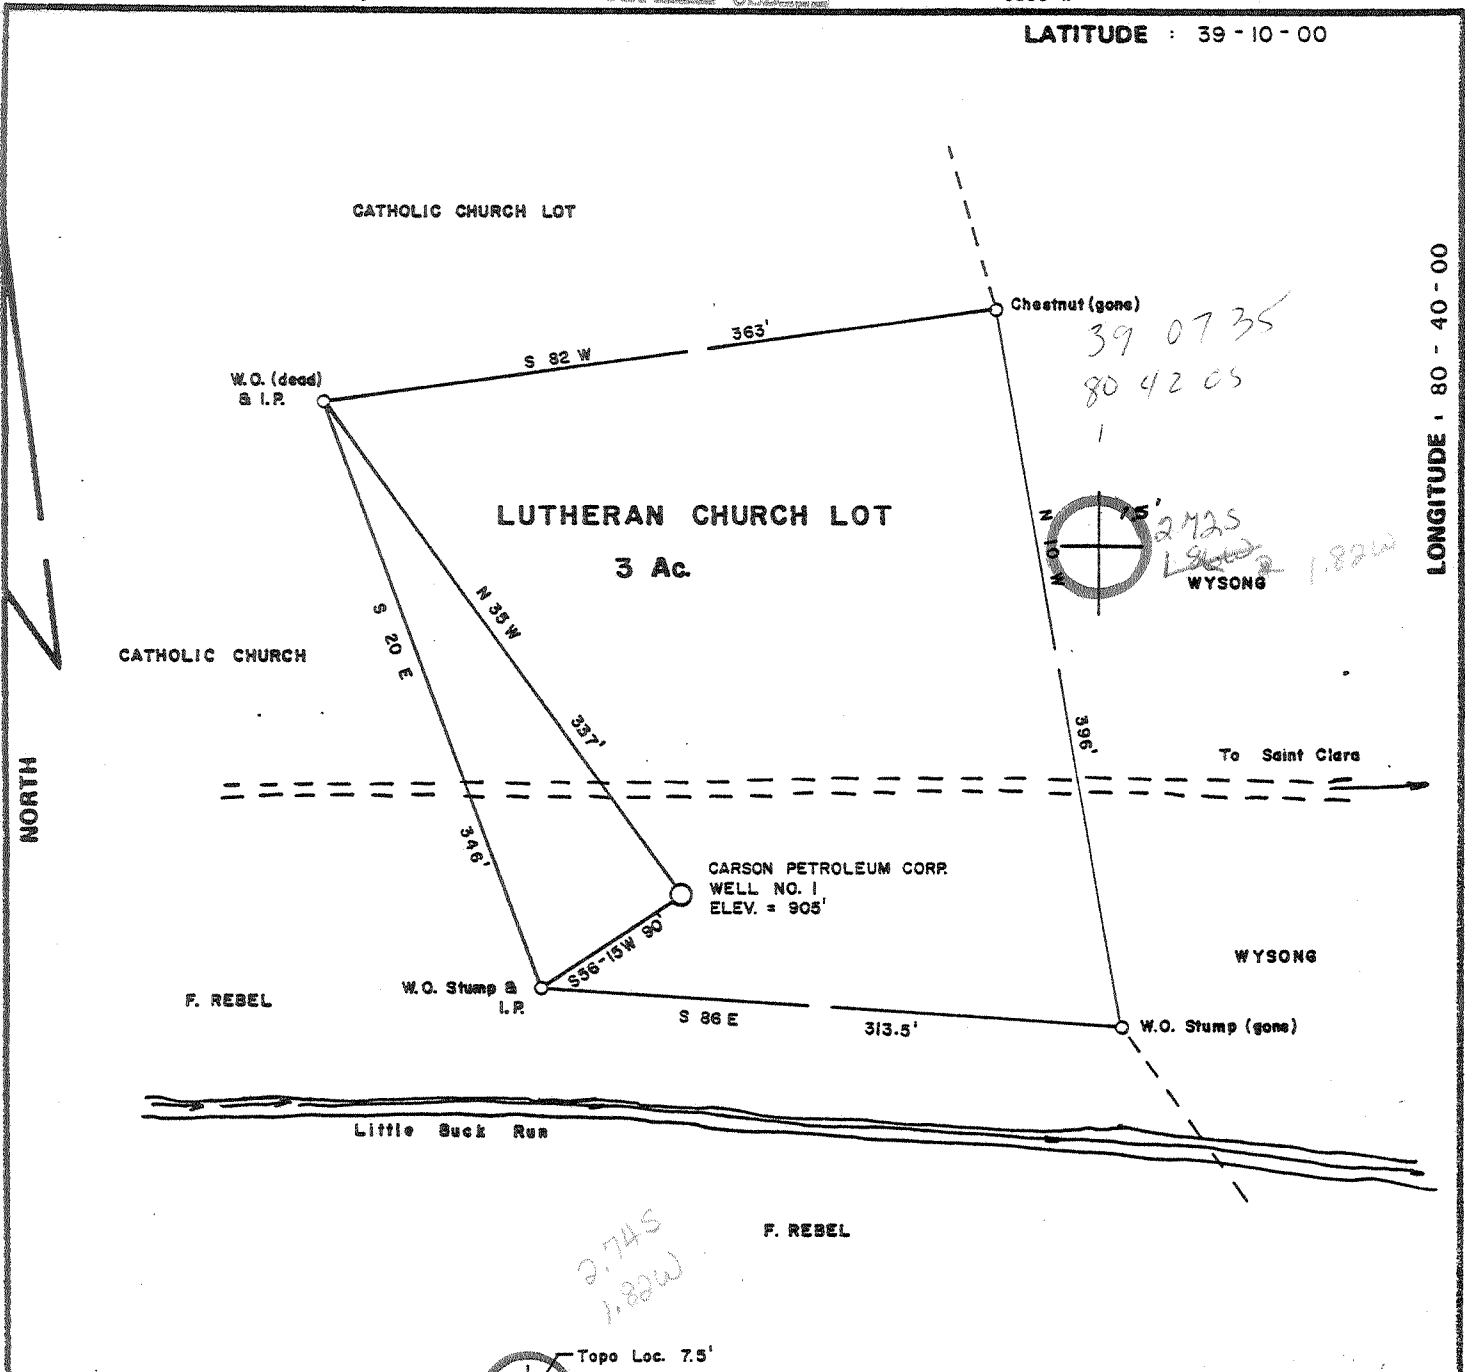 LATITUDE : 39 - 10 - 00
CATHOLIC CHURCH LOT
LONGITUDE : 80 - 40 - 00
Chestnut (gone)
39 07 35
80 42 05
1
363'
S 82 W
W.O. (dead)
& I.P.
LUTHERAN CHURCH LOT
3 Ac.
N 10 W
7.5'
2.72S
1.82W
WYSONG
N 35 W
S 20 E
CATHOLIC CHURCH
337'
396'
To Saint Clara
NORTH
346'
CARSON PETROLEUM CORP.
WELL NO. 1
ELEV. = 905'
S56-15W 90'
WYSONG
W.O. Stump &
I.P.
F. REBEL
S 86 E
313.5'
W.O. Stump (gone)
Little Buck Run
F. REBEL
2.74S
1.82W
Topo Loc. 7.5'